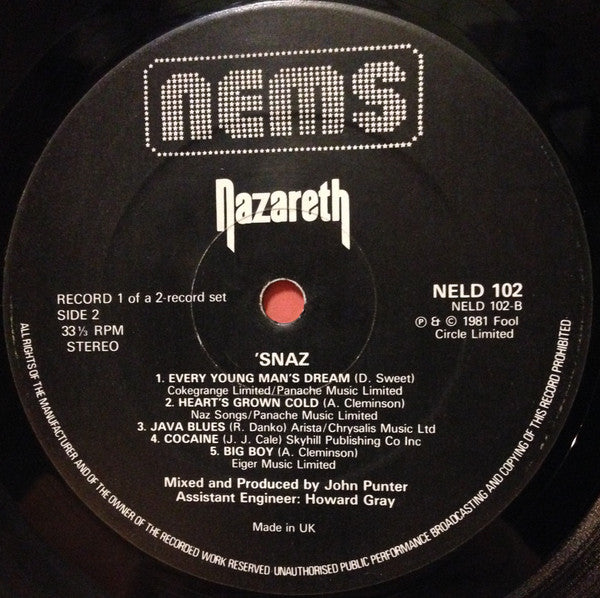 nems
Nazareth
RECORD 1 of a 2-record set
SIDE 2
33⅓ RPM
STEREO
NELD 102
NELD 102-B
℗ & © 1981 Fool
Circle Limited
'SNAZ
1. EVERY YOUNG MAN'S DREAM (D. Sweet)
Cokegrange Limited/Panache Music Limited
2. HEART'S GROWN COLD (A. Cleminson)
Naz Songs/Panache Music Limited
3. JAVA BLUES (R. Danko) Arista/Chrysalis Music Ltd
4. COCAINE (J. J. Cale) Skyhill Publishing Co Inc
5. BIG BOY (A. Cleminson)
Eiger Music Limited
Mixed and Produced by John Punter
Assistant Engineer: Howard Gray
Made in UK
ALL RIGHTS OF THE MANUFACTURER AND OF THE OWNER OF THE RECORDED WORK RESERVED UNAUTHORISED PUBLIC PERFORMANCE BROADCASTING AND COPYING OF THIS RECORD PROHIBITED